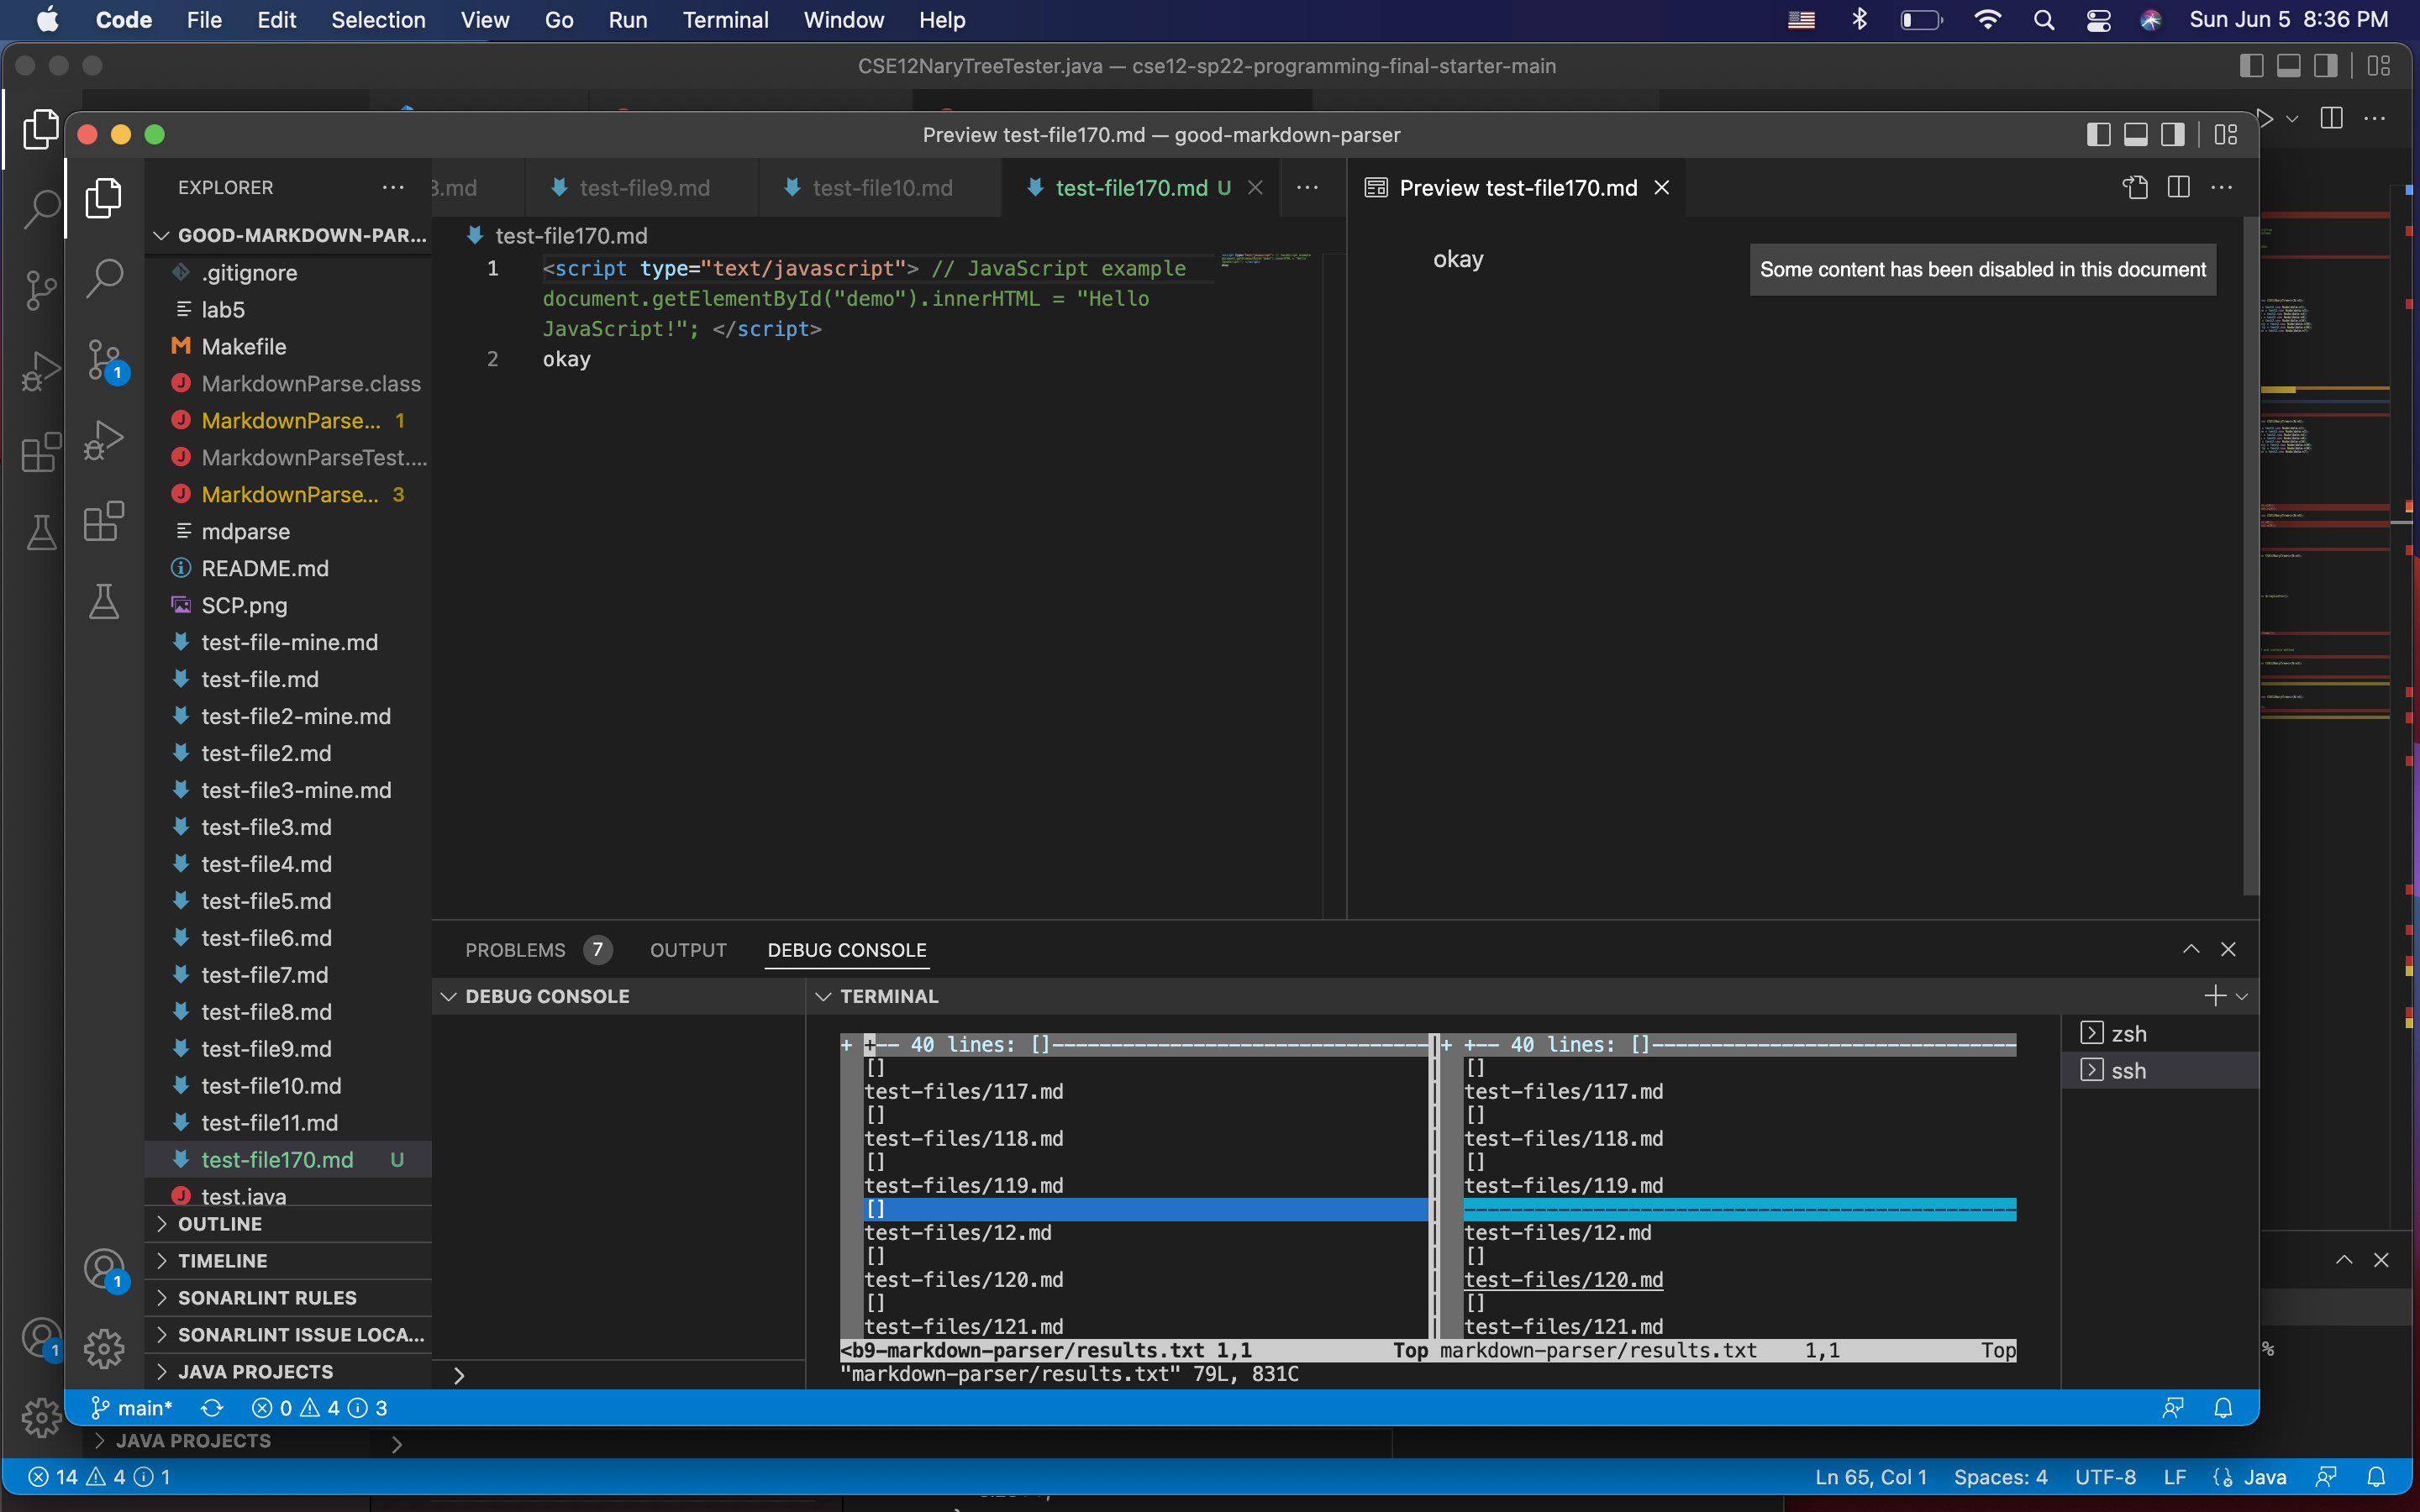 Code File Edit Selection View Go Run Terminal Window Help Sun Jun 5 8:36 PM
CSE12NaryTreeTester.java — cse12-sp22-programming-final-starter-main
Preview test-file170.md — good-markdown-parser
EXPLORER
GOOD-MARKDOWN-PAR...
.gitignore
lab5
Makefile
MarkdownParse.class
MarkdownParse... 1
MarkdownParseTest....
MarkdownParse... 3
mdparse
README.md
SCP.png
test-file-mine.md
test-file.md
test-file2-mine.md
test-file2.md
test-file3-mine.md
test-file3.md
test-file4.md
test-file5.md
test-file6.md
test-file7.md
test-file8.md
test-file9.md
test-file10.md
test-file11.md
test-file170.md U
test.java
OUTLINE
TIMELINE
SONARLINT RULES
SONARLINT ISSUE LOCA...
JAVA PROJECTS
3.md test-file9.md test-file10.md test-file170.md U
test-file170.md
1 <script type="text/javascript"> // JavaScript example
document.getElementById("demo").innerHTML = "Hello
JavaScript!"; </script>
2 okay
Preview test-file170.md
okay
Some content has been disabled in this document
PROBLEMS 7 OUTPUT DEBUG CONSOLE
DEBUG CONSOLE
TERMINAL
+ +-- 40 lines: []------------------------------- + +-- 40 lines: []-------------------------------
[] []
test-files/117.md test-files/117.md
[] []
test-files/118.md test-files/118.md
[] []
test-files/119.md test-files/119.md
[] -----------------------------------------------
test-files/12.md test-files/12.md
[] []
test-files/120.md test-files/120.md
[] []
test-files/121.md test-files/121.md
<b9-markdown-parser/results.txt 1,1 Top markdown-parser/results.txt 1,1 Top
"markdown-parser/results.txt" 79L, 831C
zsh
ssh
1
1
main* 0 4 3
1
%
JAVA PROJECTS
14 4 1 Ln 65, Col 1 Spaces: 4 UTF-8 LF Java